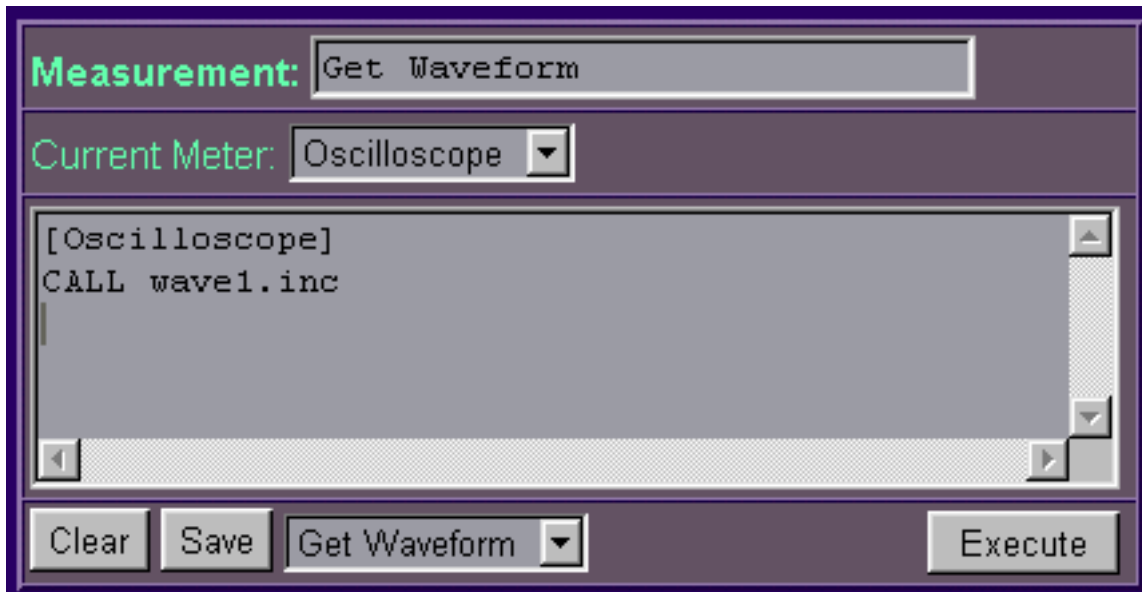 Measurement: Get Waveform
Current Meter: Oscilloscope
[Oscilloscope]
CALL wave1.inc
Clear Save Get Waveform Execute